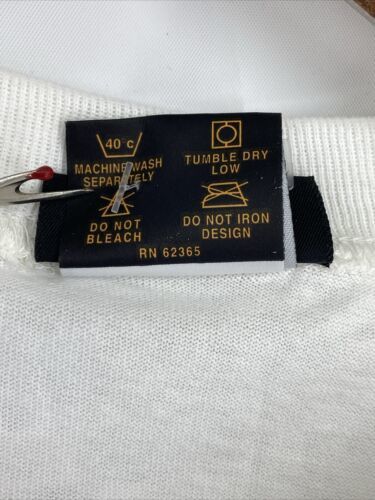 40°c
MACHINE WASH
SEPARATELY
TUMBLE DRY
LOW
DO NOT
BLEACH
DO NOT IRON
DESIGN
RN 62365